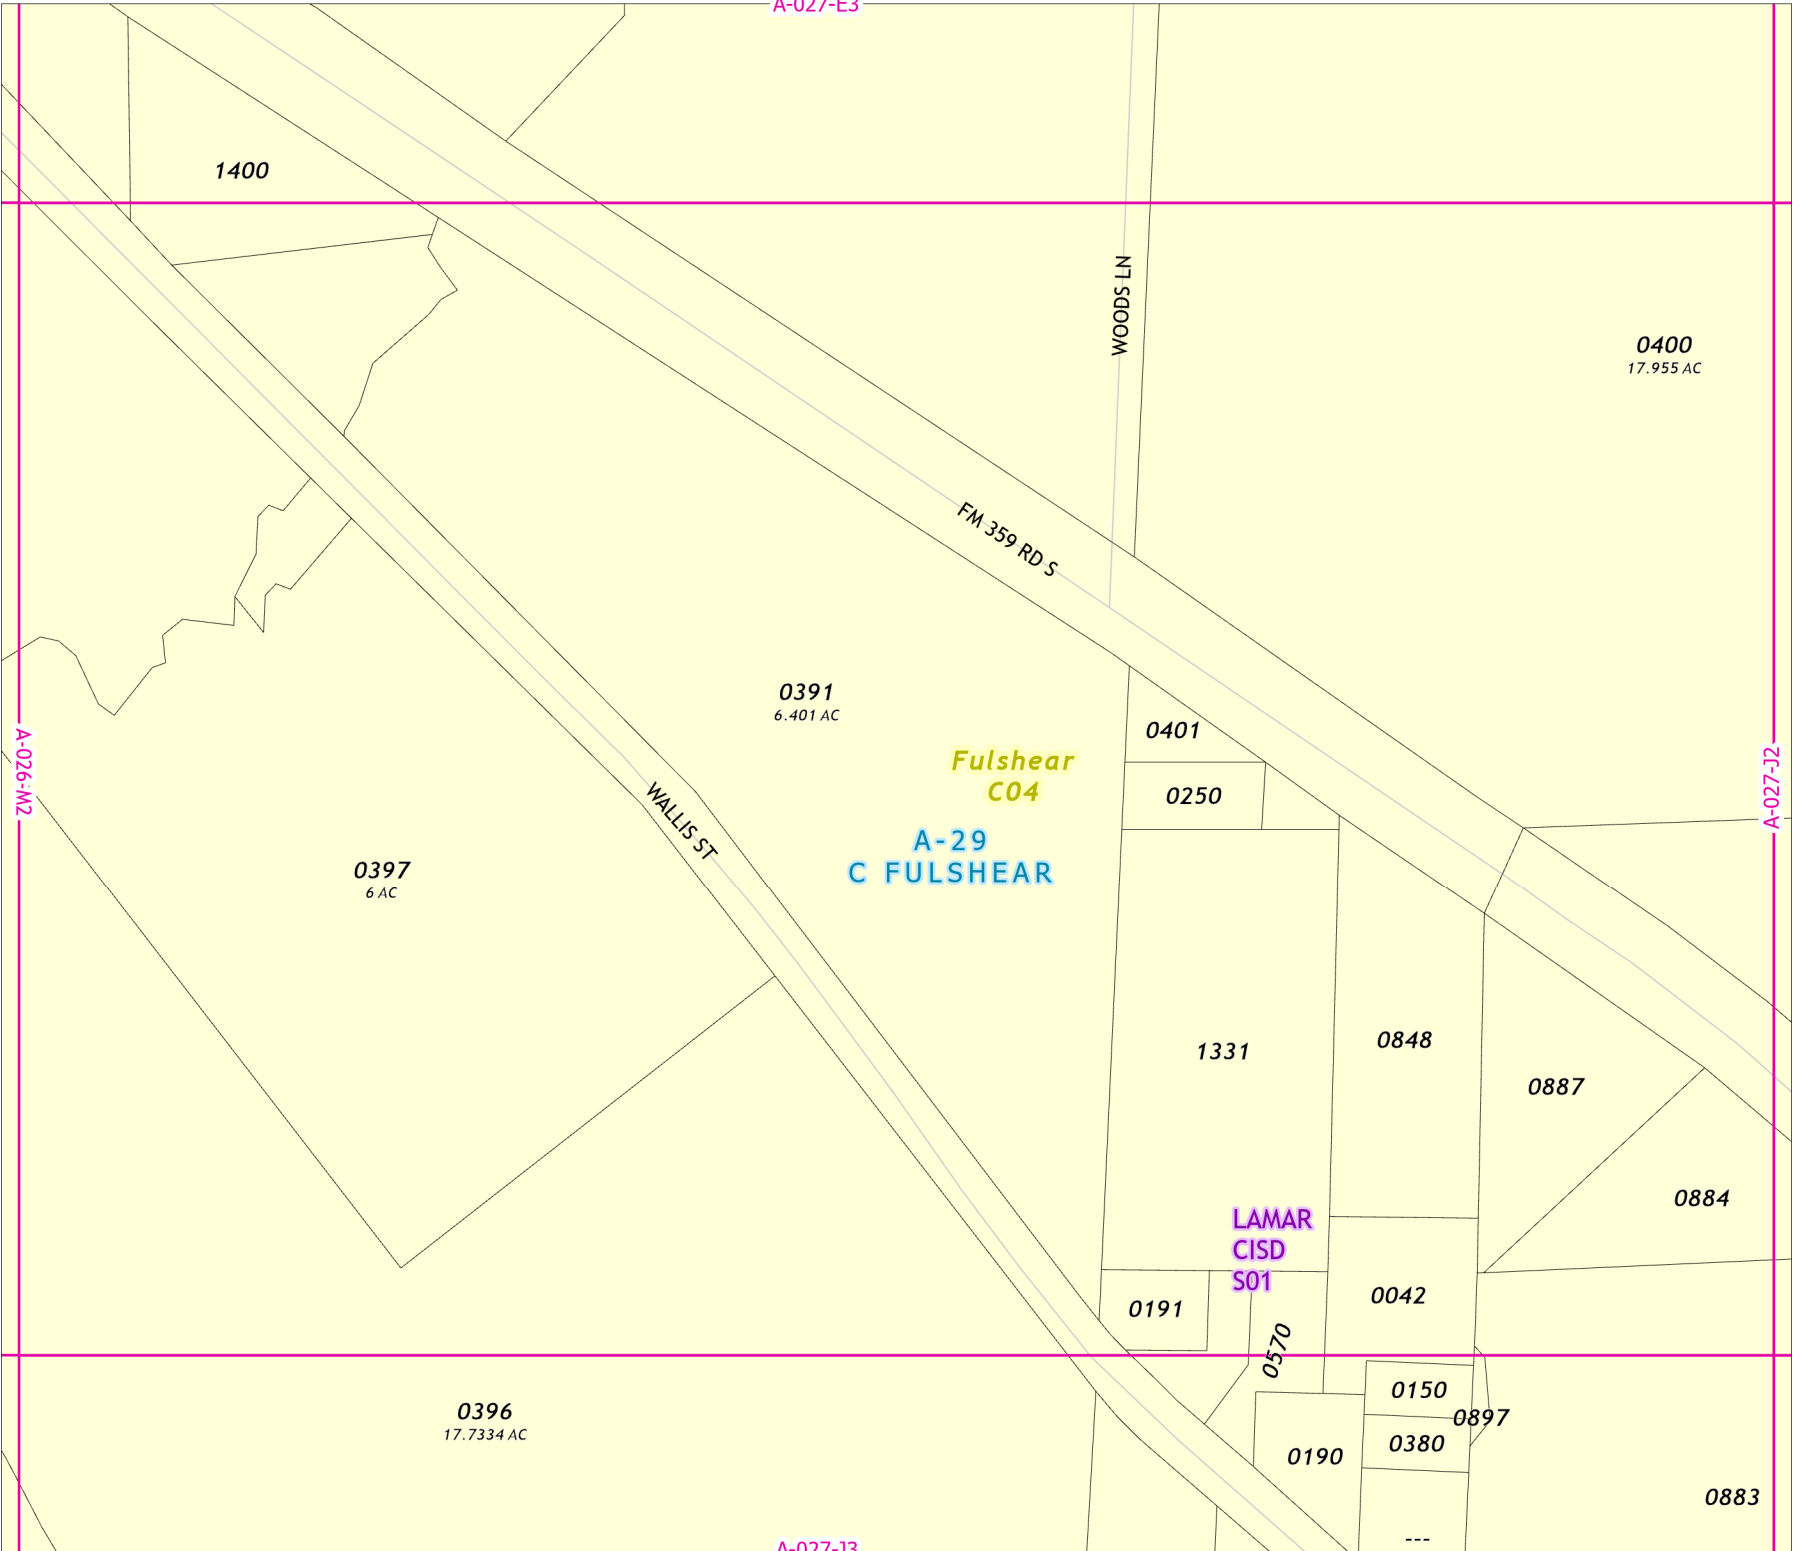 A-027-E3
1400
WOODS LN
0400
17.955 AC
FM 359 RD S
0391
6.401 AC
0401
Fulshear
C04
0250
A-026-M2
A-027-J2
WALLIS ST
A-29
C FULSHEAR
0397
6 AC
1331
0848
0887
0884
LAMAR
CISD
S01
0191
0042
0570
0150
0897
0396
17.7334 AC
0380
0190
0883
---
A-027-J3